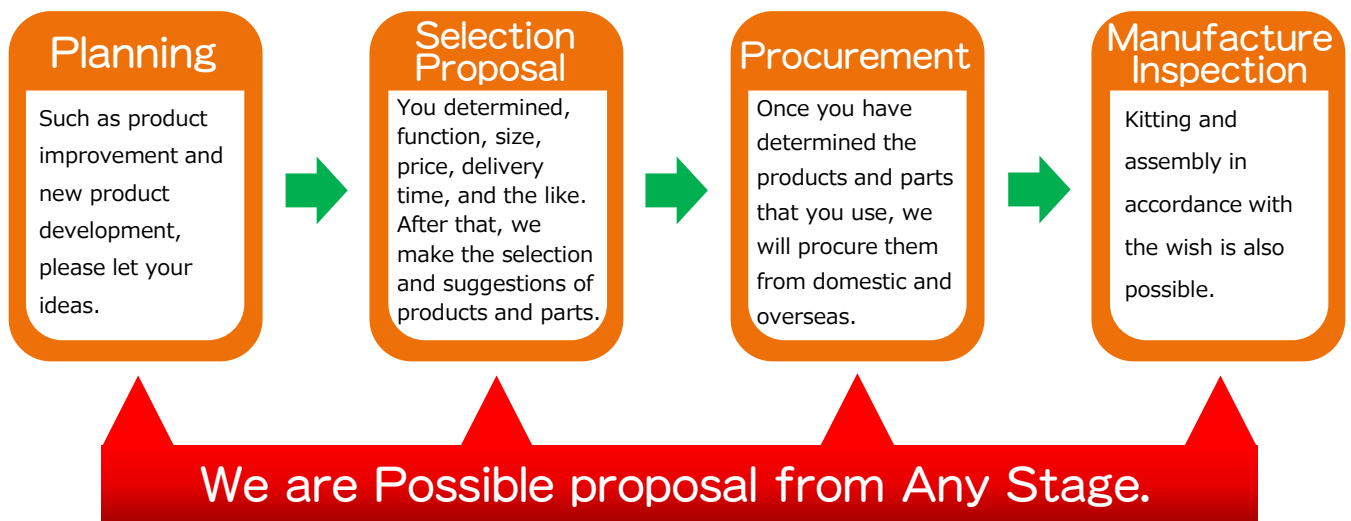 Planning
Such as product
improvement and
new product
development,
please let your
ideas.
Selection
Proposal
You determined,
function, size,
price, delivery
time, and the like.
After that, we
make the selection
and suggestions of
products and parts.
Procurement
Once you have
determined the
products and parts
that you use, we
will procure them
from domestic and
overseas.
Manufacture
Inspection
Kitting and
assembly in
accordance with
the wish is also
possible.
We are Possible proposal from Any Stage.